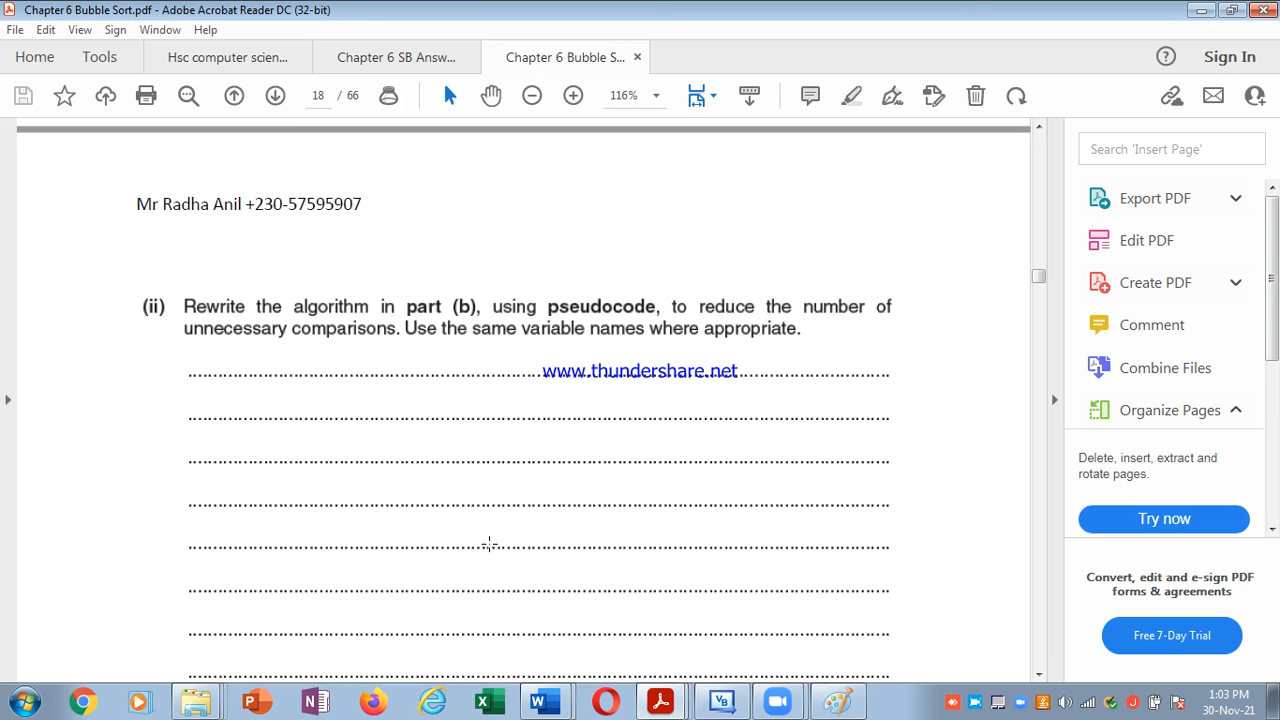 Chapter 6 Bubble Sort.pdf - Adobe Acrobat Reader DC (32-bit)
File Edit View Sign Window Help
Home Tools Hsc computer scien... Chapter 6 SB Answ... Chapter 6 Bubble S... × Sign In
18 / 66 116%
Search 'Insert Page'
Mr Radha Anil +230-57595907
Export PDF
Edit PDF
Create PDF
Comment
Combine Files
Organize Pages
Delete, insert, extract and
rotate pages.
Try now
Convert, edit and e-sign PDF
forms & agreements
Free 7-Day Trial
(ii) Rewrite the algorithm in part (b), using pseudocode, to reduce the number of
unnecessary comparisons. Use the same variable names where appropriate.
www.thundershare.net
1:03 PM
30-Nov-21